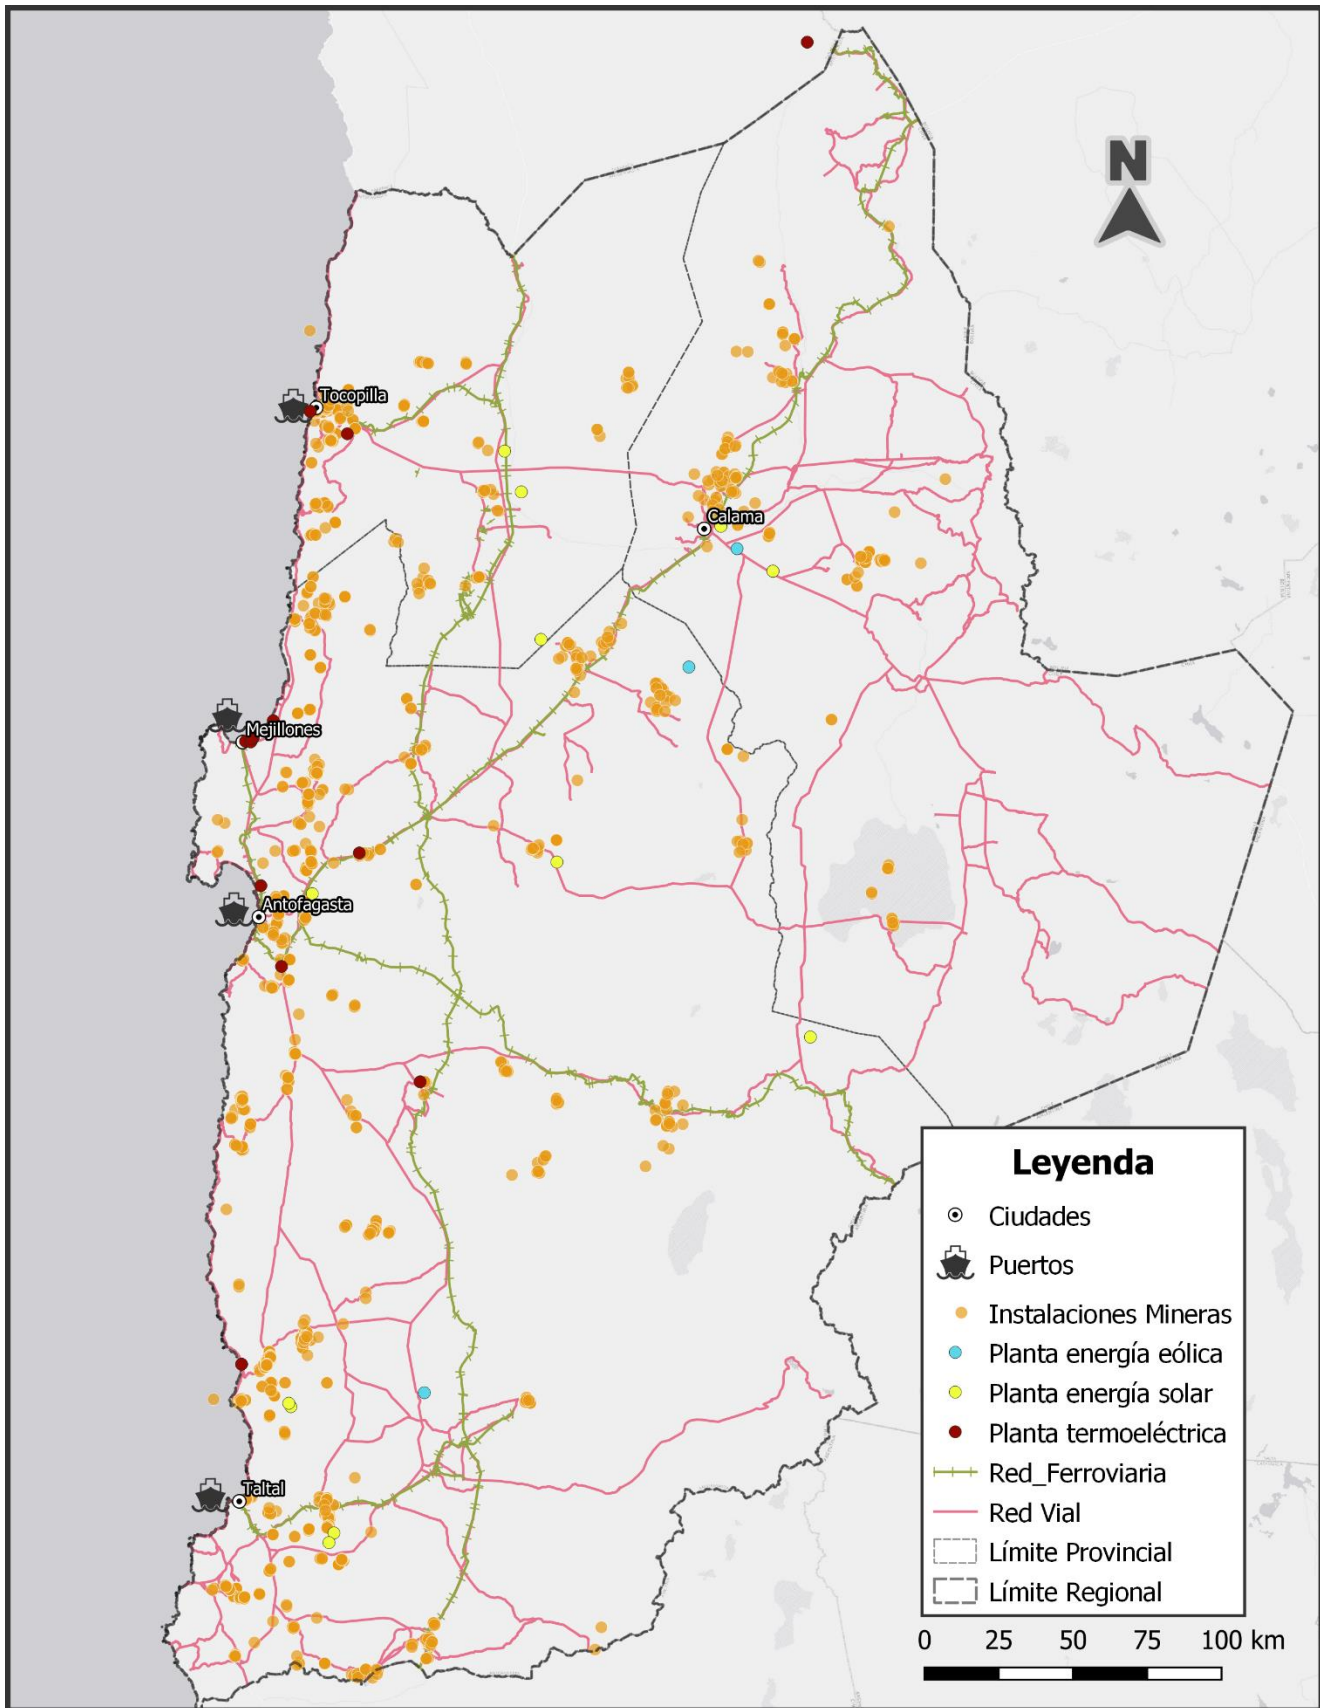 N
Tocopilla
Calama
Mejillones
Antofagasta
Taltal
Leyenda
Ciudades
Puertos
Instalaciones Mineras
Planta energía eólica
Planta energía solar
Planta termoeléctrica
Red_Ferroviaria
Red Vial
Límite Provincial
Límite Regional
0 25 50 75 100 km